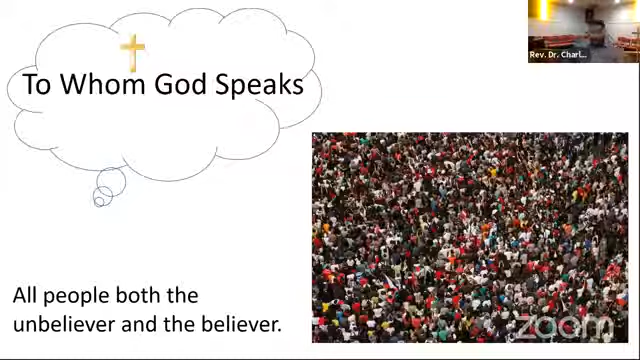 To Whom God Speaks
Rev. Dr. Charl...
All people both the
unbeliever and the believer.
zoom